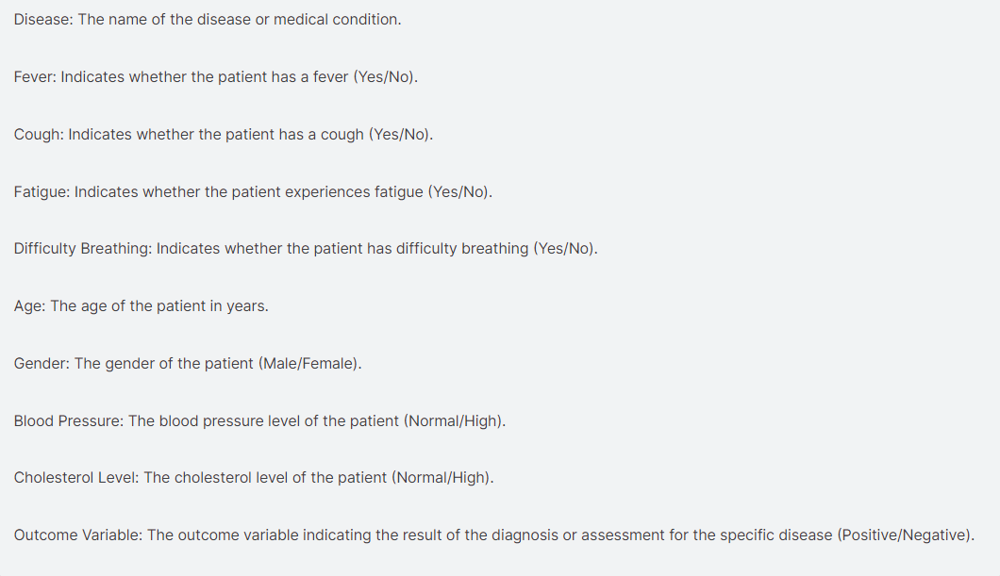 Disease: The name of the disease or medical condition.
Fever: Indicates whether the patient has a fever (Yes/No).
Cough: Indicates whether the patient has a cough (Yes/No).
Fatigue: Indicates whether the patient experiences fatigue (Yes/No).
Difficulty Breathing: Indicates whether the patient has difficulty breathing (Yes/No).
Age: The age of the patient in years.
Gender: The gender of the patient (Male/Female).
Blood Pressure: The blood pressure level of the patient (Normal/High).
Cholesterol Level: The cholesterol level of the patient (Normal/High).
Outcome Variable: The outcome variable indicating the result of the diagnosis or assessment for the specific disease (Positive/Negative).